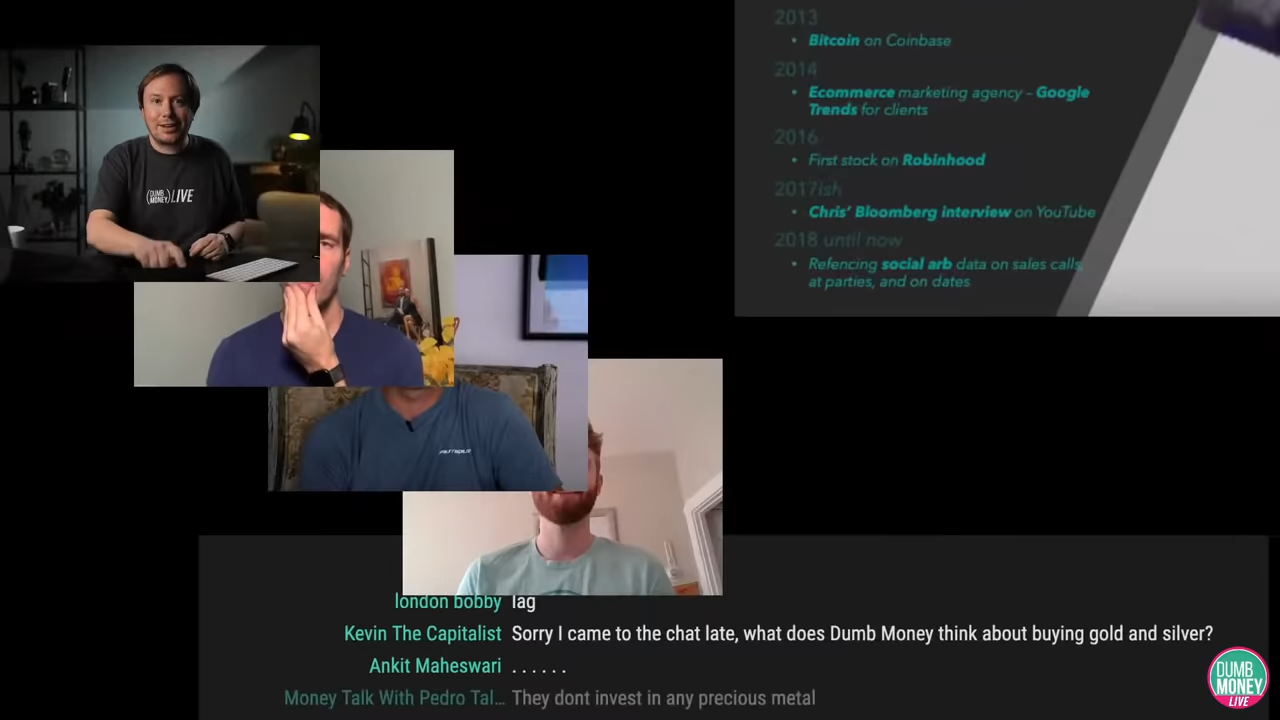 2013
• Bitcoin on Coinbase
2014
• Ecommerce marketing agency – Google
Trends for clients
2016
• First stock on Robinhood
2017ish
• Chris' Bloomberg interview on YouTube
2018 until now
• Refencing social arb data on sales calls,
at parties, and on dates
(DUMB MONEY) LIVE
london bobby lag
Kevin The Capitalist Sorry I came to the chat late, what does Dumb Money think about buying gold and silver?
Ankit Maheswari . . . . . .
Money Talk With Pedro Tal... They dont invest in any precious metal
DUMB
MONEY
LIVE